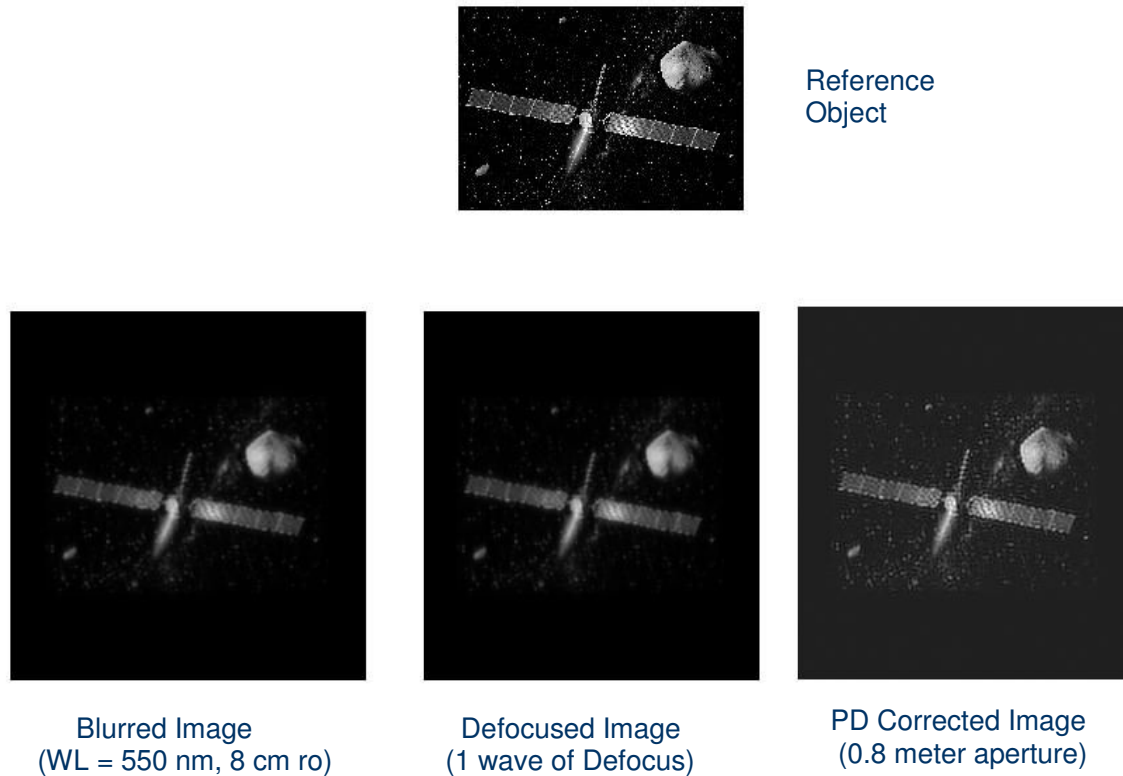 Reference
Object
Blurred Image
(WL = 550 nm, 8 cm ro)
Defocused Image
(1 wave of Defocus)
PD Corrected Image
(0.8 meter aperture)